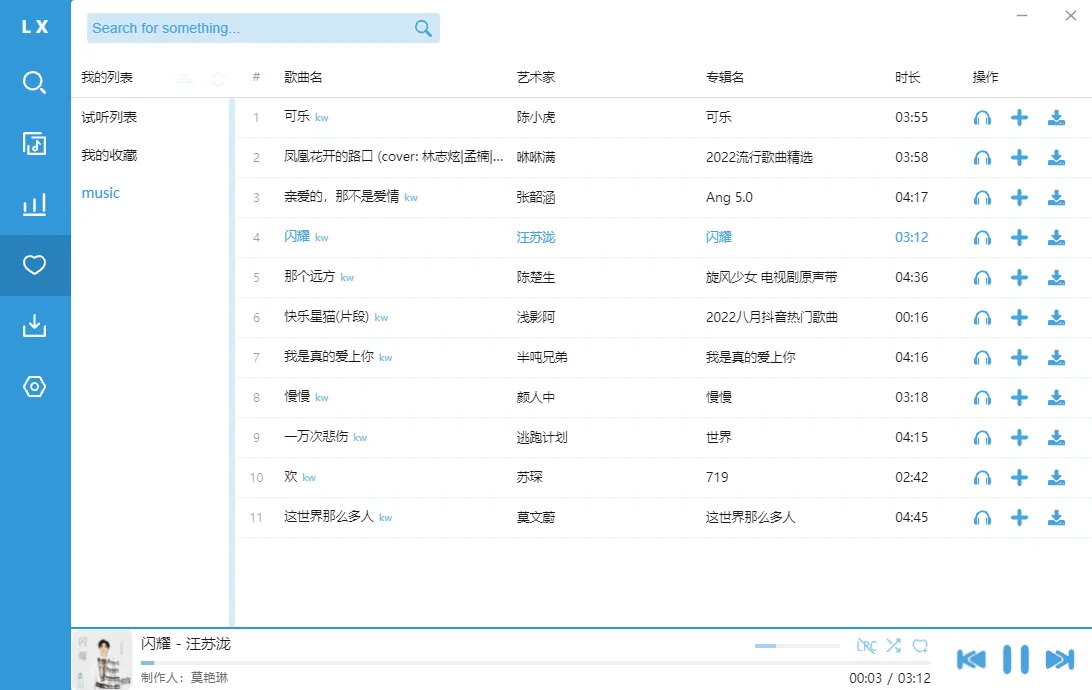 LX
Search for something...
我的列表 # 歌曲名 艺术家 专辑名 时长 操作
试听列表
我的收藏
music
1 可乐 kw 陈小虎 可乐 03:55
2 凤凰花开的路口 (cover: 林志炫|孟楠|... 咻咻满 2022流行歌曲精选 03:58
3 亲爱的，那不是爱情 kw 张韶涵 Ang 5.0 04:17
4 闪耀 kw 汪苏泷 闪耀 03:12
5 那个远方 kw 陈楚生 旋风少女 电视剧原声带 04:36
6 快乐星猫(片段) kw 浅影阿 2022八月抖音热门歌曲 00:16
7 我是真的爱上你 kw 半吨兄弟 我是真的爱上你 04:16
8 慢慢 kw 颜人中 慢慢 03:18
9 一万次悲伤 kw 逃跑计划 世界 04:15
10 欢 kw 苏琛 719 02:42
11 这世界那么多人 kw 莫文蔚 这世界那么多人 04:45
闪耀 - 汪苏泷
LRC
制作人：莫艳琳
00:03 / 03:12